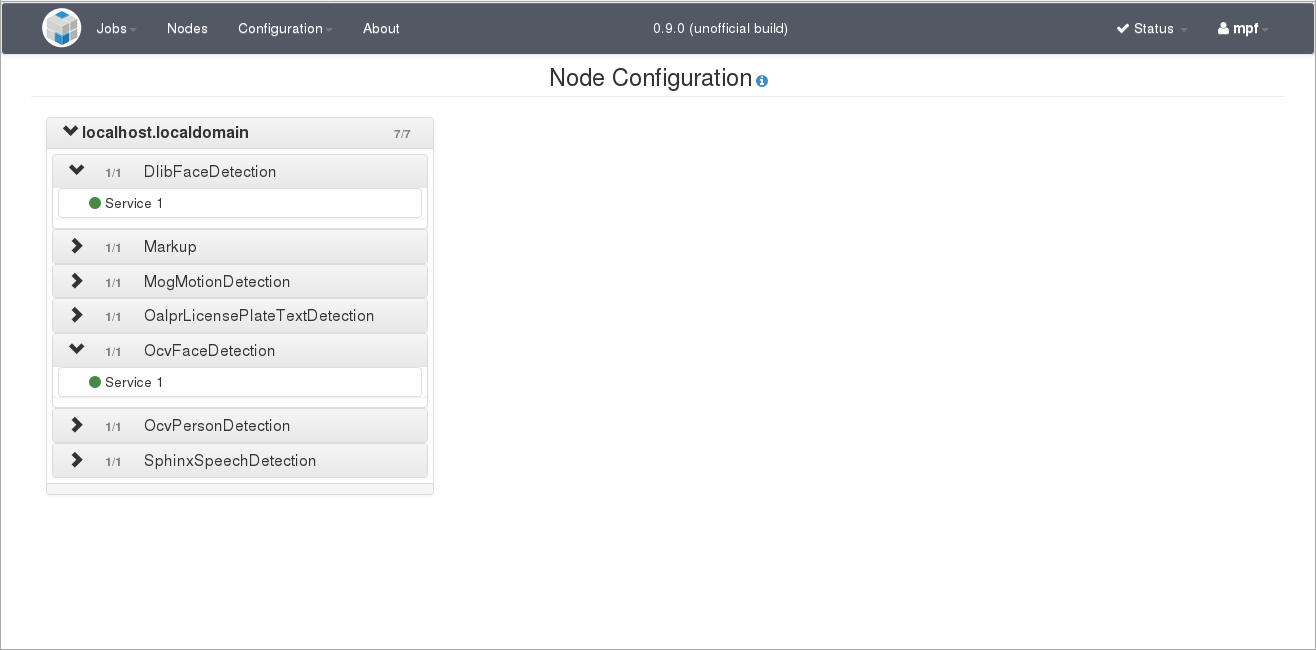 Jobs Nodes Configuration About 0.9.0 (unofficial build) Status mpf
Node Configuration
localhost.localdomain 7/7
1/1 DlibFaceDetection
Service 1
1/1 Markup
1/1 MogMotionDetection
1/1 OalprLicensePlateTextDetection
1/1 OcvFaceDetection
Service 1
1/1 OcvPersonDetection
1/1 SphinxSpeechDetection